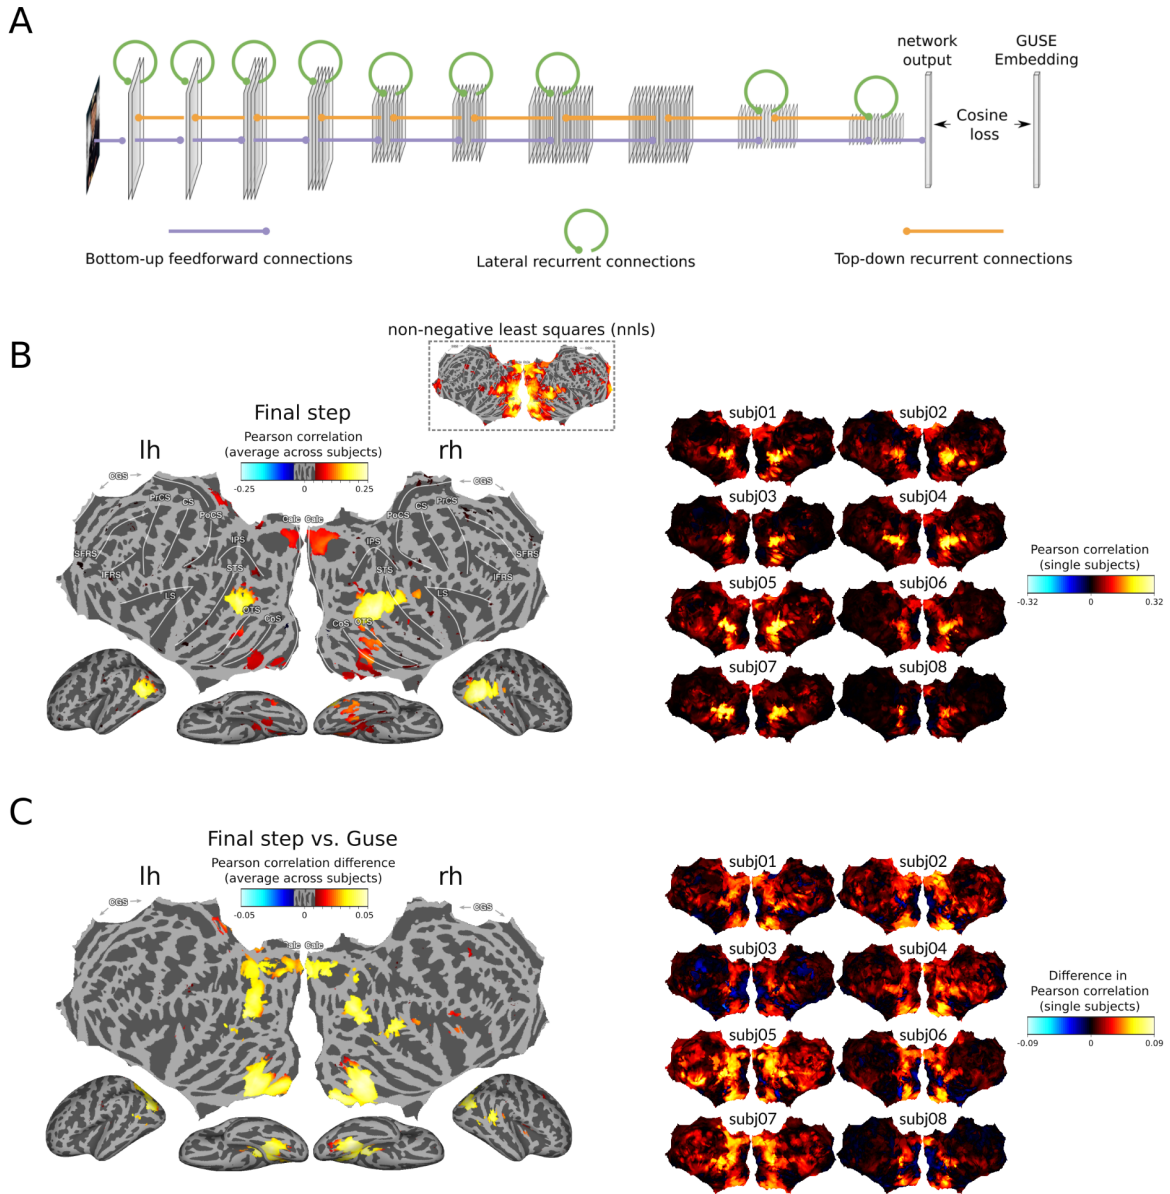 A
network
output
GUSE
Embedding
Cosine
loss
Bottom-up feedforward connections
Lateral recurrent connections
Top-down recurrent connections
B
non-negative least squares (nnls)
Final step
Pearson correlation
(average across subjects)
-0.25 0 0.25
lh
rh
CGS
PrCS
CS
PoCS
SFRS
IFRS
LS
IPS
STS
OTS
CoS
Calc
Calc
IPS
STS
OTS
CoS
PoCS
CS
PrCS
CGS
SFRS
IFRS
LS
subj01
subj02
subj03
subj04
subj05
subj06
subj07
subj08
Pearson correlation
(single subjects)
-0.32 0 0.32
C
Final step vs. Guse
Pearson correlation difference
(average across subjects)
-0.05 0 0.05
lh
rh
CGS
CGS
Calc
subj01
subj02
subj03
subj04
subj05
subj06
subj07
subj08
Difference in
Pearson correlation
(single subjects)
-0.09 0 0.09